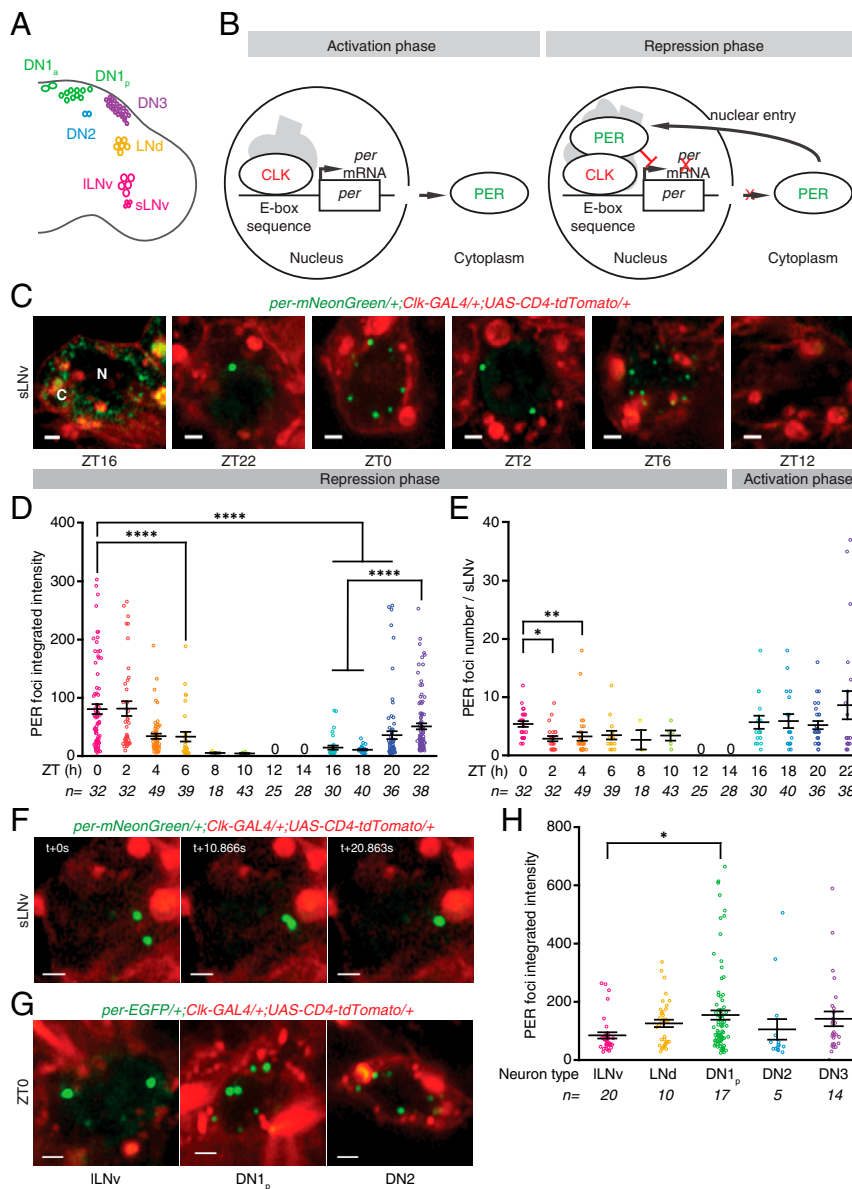 A
DN1a
DN1p
DN3
DN2
LNd
lLNv
sLNv
B
Activation phase
Repression phase
CLK
per
mRNA
per
E-box
sequence
Nucleus
PER
Cytoplasm
PER
CLK
per
mRNA
per
E-box
sequence
Nucleus
nuclear entry
PER
Cytoplasm
C
per-mNeonGreen/+;Clk-GAL4/+;UAS-CD4-tdTomato/+
sLNv
N
C
ZT16
ZT22
ZT0
ZT2
ZT6
ZT12
Repression phase
Activation phase
D
PER foci integrated intensity
400
300
200
100
0
****
****
****
0 0
ZT (h) 0 2 4 6 8 10 12 14 16 18 20 22
n= 32 32 49 39 18 43 25 28 30 40 36 38
E
PER foci number / sLNv
40
30
20
10
0
**
*
0 0
ZT (h) 0 2 4 6 8 10 12 14 16 18 20 22
n= 32 32 49 39 18 43 25 28 30 40 36 38
F
per-mNeonGreen/+;Clk-GAL4/+;UAS-CD4-tdTomato/+
sLNv
t+0s
t+10.866s
t+20.863s
G
per-EGFP/+;Clk-GAL4/+;UAS-CD4-tdTomato/+
ZT0
lLNv
DN1p
DN2
H
PER foci integrated intensity
800
600
400
200
0
*
Neuron type lLNv LNd DN1p DN2 DN3
n= 20 10 17 5 14